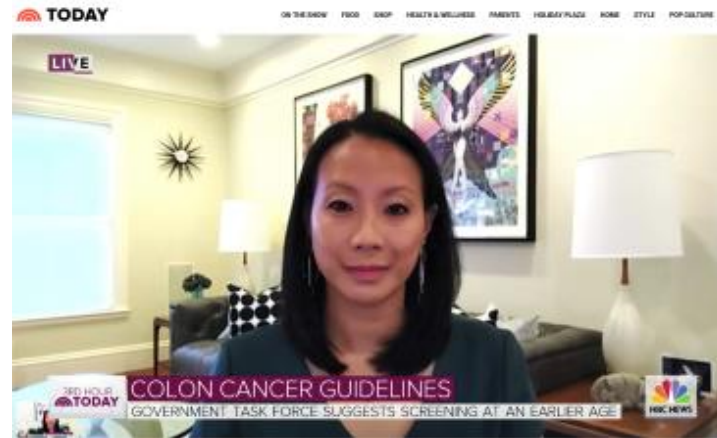 TODAY
ON THE SHOW FOOD SHOP HEALTH & WELLNESS PARENTS HOLIDAY PLAZA HOME STYLE POP CULTURE
LIVE
3RD HOUR
TODAY
COLON CANCER GUIDELINES
GOVERNMENT TASK FORCE SUGGESTS SCREENING AT AN EARLIER AGE
NBC NEWS